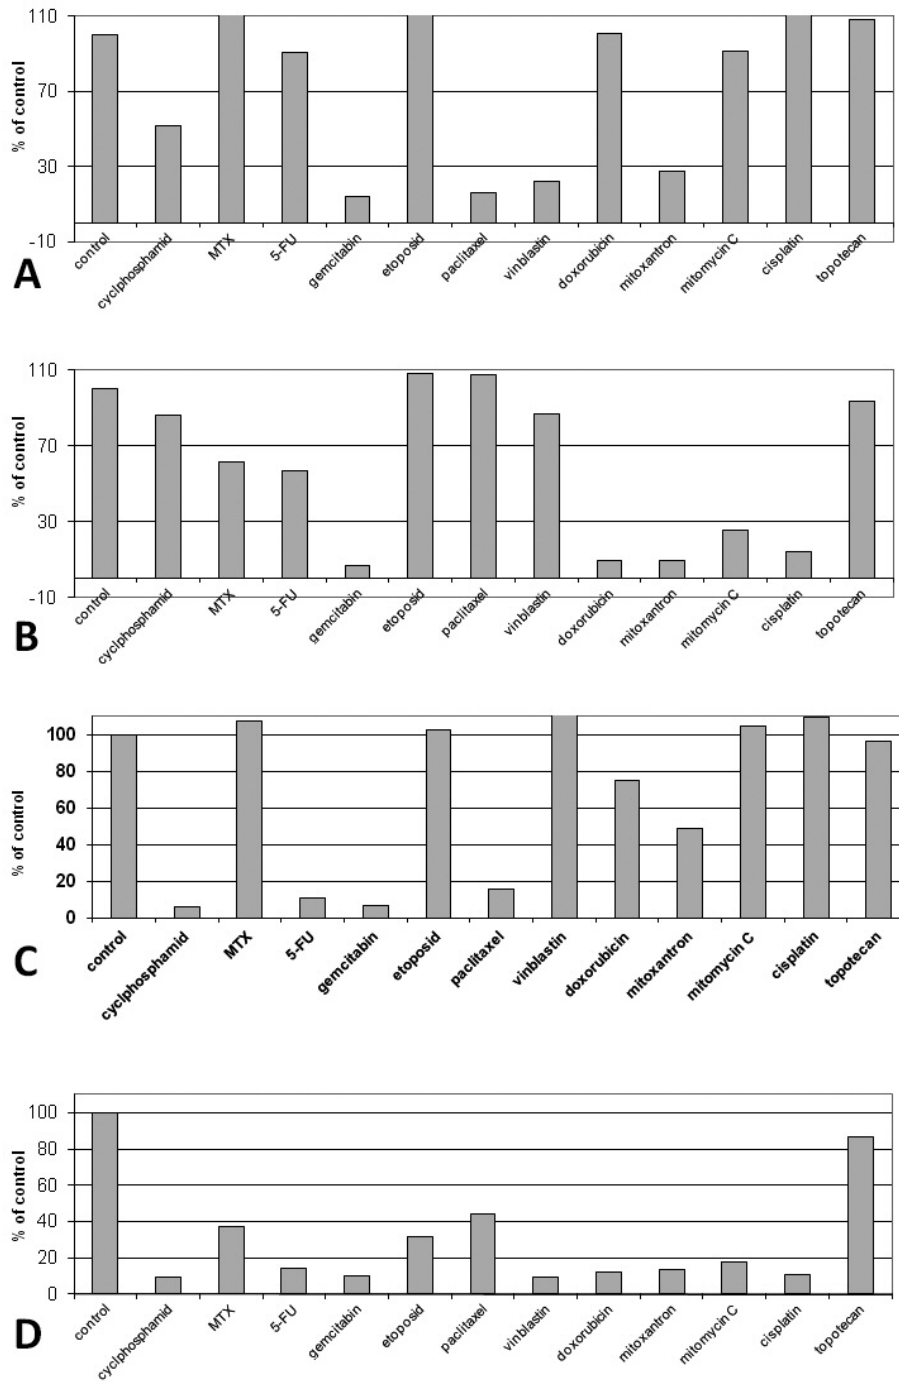 110
70
30
-10
% of control
control
cyclphosphamid
MTX
5-FU
gemcitabin
etoposid
paclitaxel
vinblastin
doxorubicin
mitoxantron
mitomycin C
cisplatin
topotecan
A
110
70
30
-10
% of control
control
cyclphosphamid
MTX
5-FU
gemcitabin
etoposid
paclitaxel
vinblastin
doxorubicin
mitoxantron
mitomycin C
cisplatin
topotecan
B
100
80
60
40
20
0
% of control
control
cyclphosphamid
MTX
5-FU
gemcitabin
etoposid
paclitaxel
vinblastin
doxorubicin
mitoxantron
mitomycin C
cisplatin
topotecan
C
100
80
60
40
20
0
% of control
control
cyclphosphamid
MTX
5-FU
gemcitabin
etoposid
paclitaxel
vinblastin
doxorubicin
mitoxantron
mitomycin C
cisplatin
topotecan
D